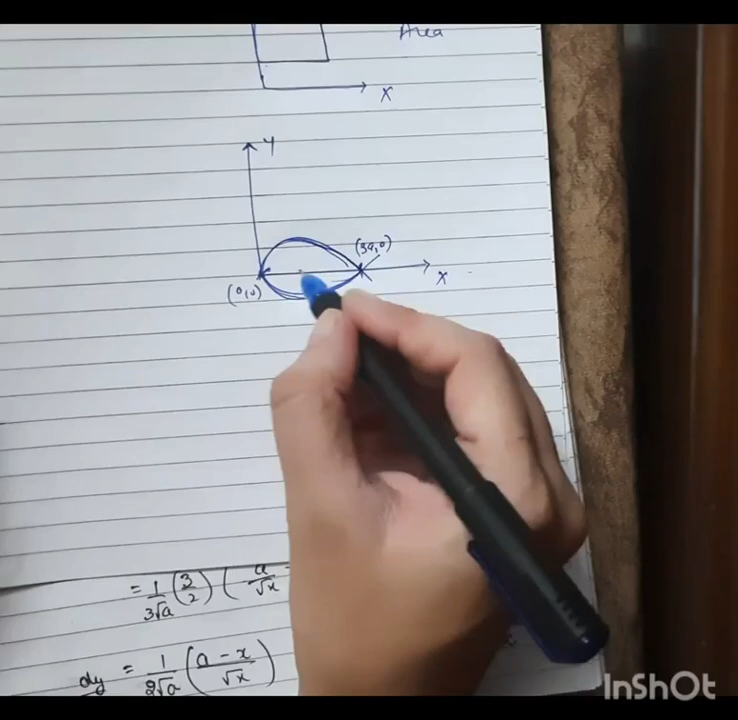 Area
X
Y
(3a,0)
X
(0,0)
= 1/3√a (3/2) ( a/√x -
dy = 1/2√a ( a - x/√x )
InShOt